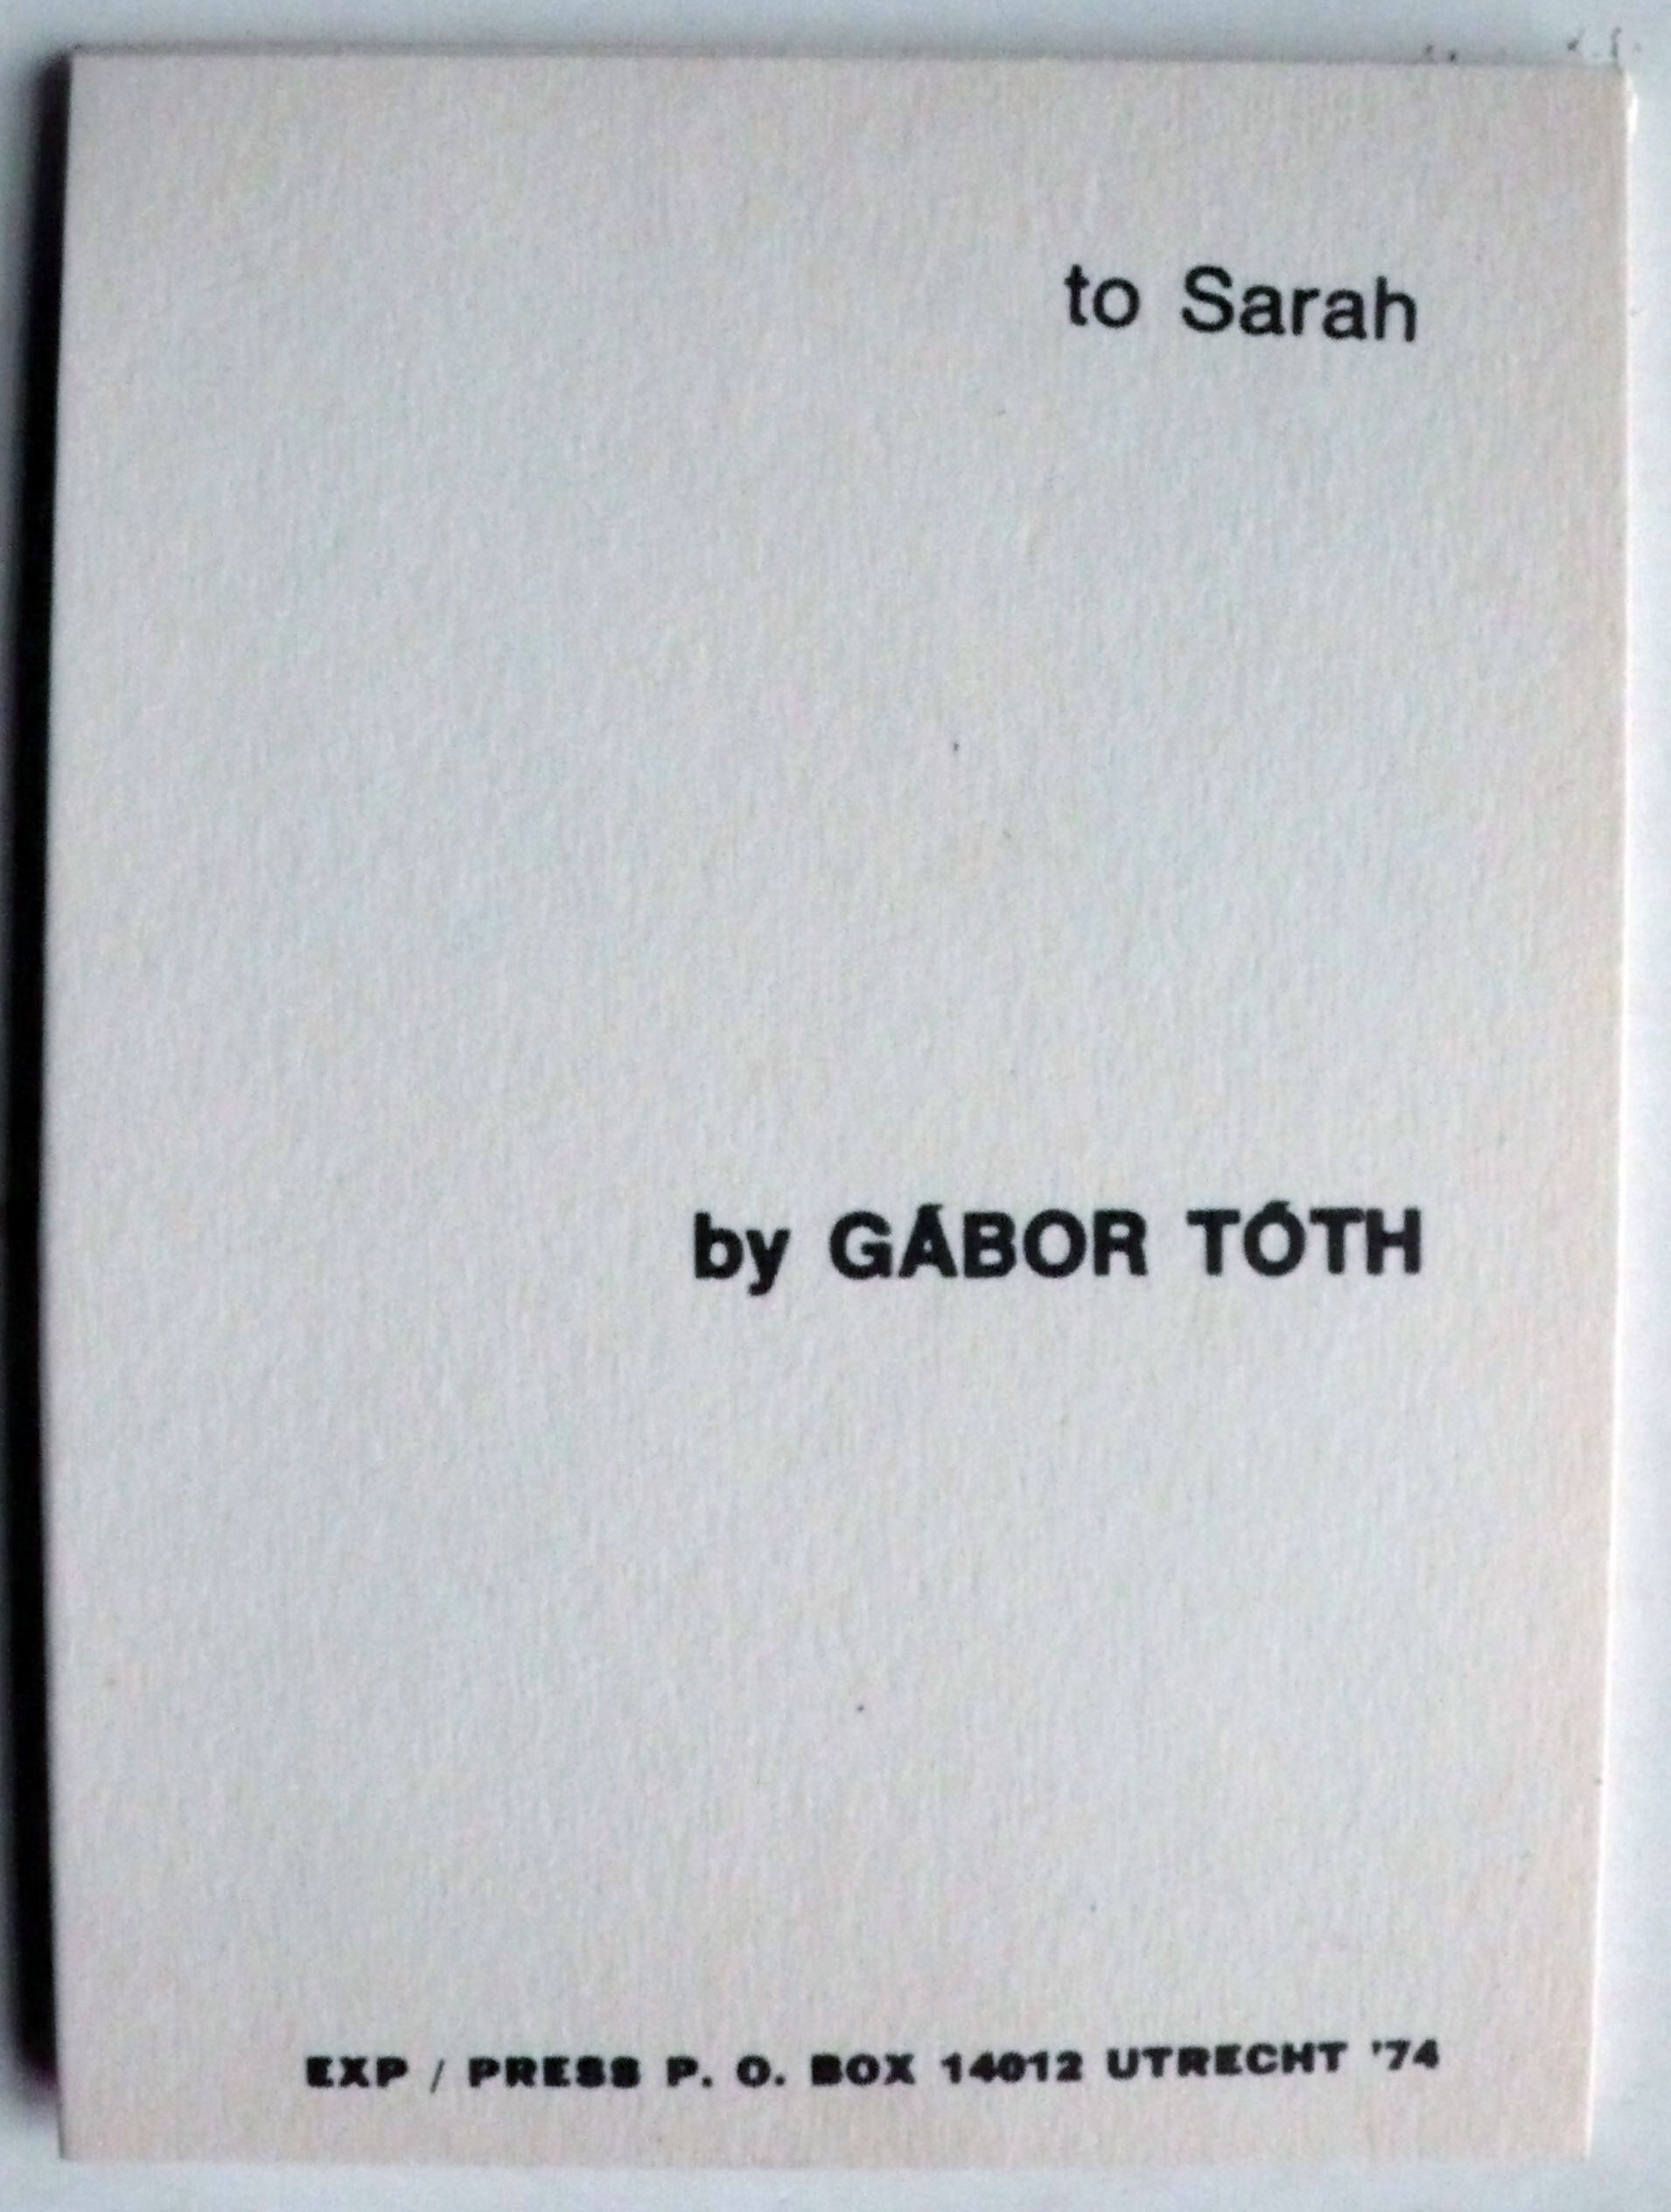 to Sarah
by GÁBOR TÓTH
EXP / PRESS P. O. BOX 14012 UTRECHT '74